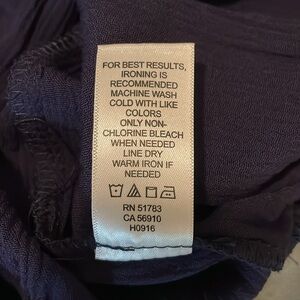 FOR BEST RESULTS,
IRONING IS
RECOMMENDED
MACHINE WASH
COLD WITH LIKE
COLORS
ONLY NON-
CHLORINE BLEACH
WHEN NEEDED
LINE DRY
WARM IRON IF
NEEDED
RN 51783
CA 56910
H0916